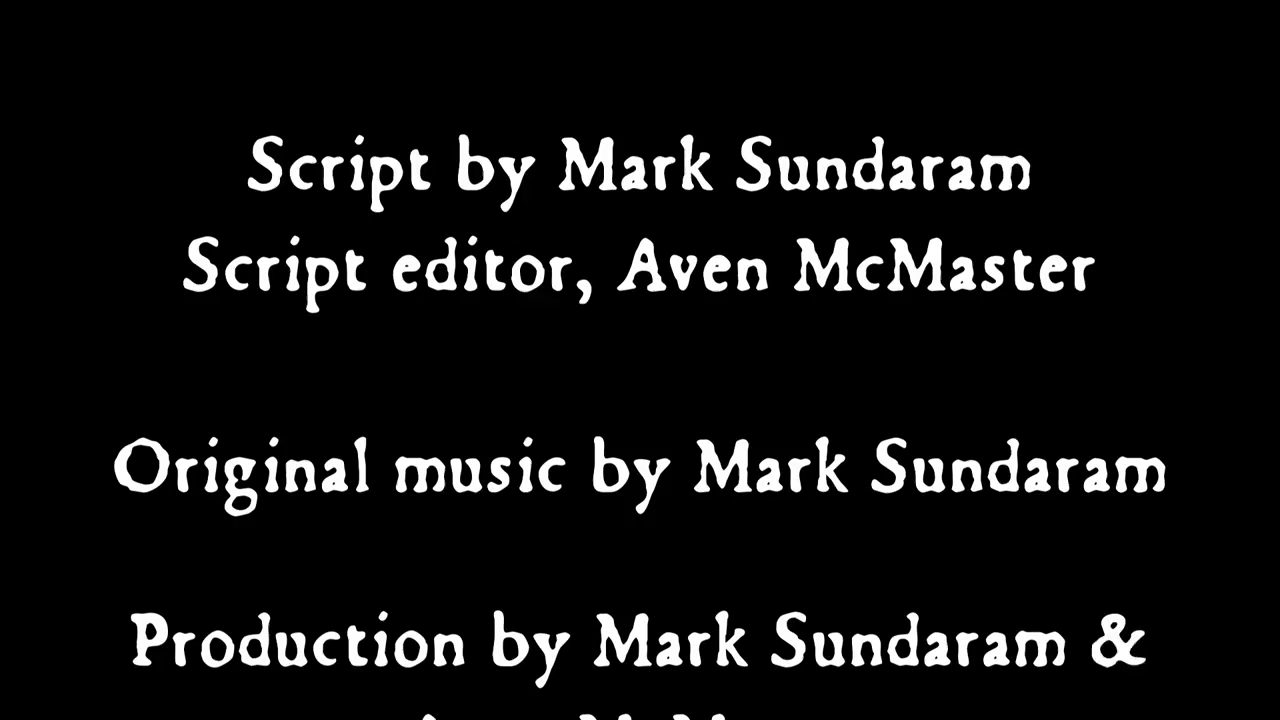 Script by Mark Sundaram
Script editor, Aven McMaster
Original music by Mark Sundaram
Production by Mark Sundaram &